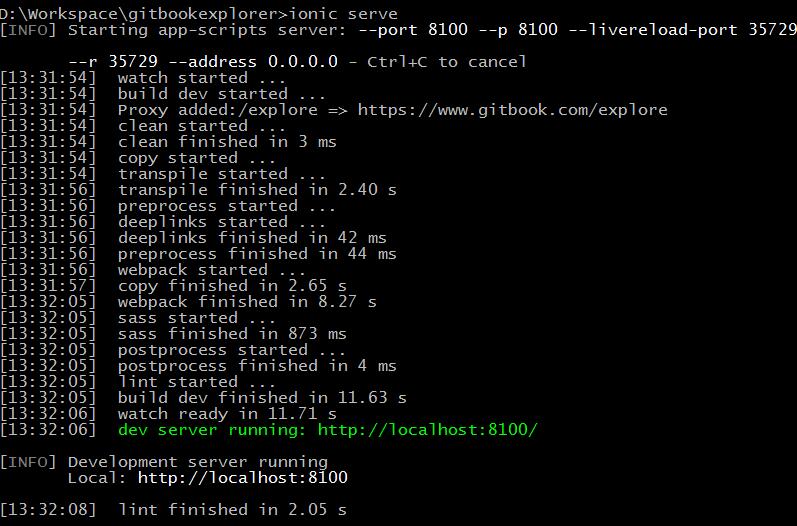 D:\Workspace\gitbookexplorer>ionic serve
[INFO] Starting app-scripts server: --port 8100 --p 8100 --livereload-port 35729
--r 35729 --address 0.0.0.0 - Ctrl+C to cancel
[13:31:54]  watch started ...
[13:31:54]  build dev started ...
[13:31:54]  Proxy added:/explore => https://www.gitbook.com/explore
[13:31:54]  clean started ...
[13:31:54]  clean finished in 3 ms
[13:31:54]  copy started ...
[13:31:54]  transpile started ...
[13:31:56]  transpile finished in 2.40 s
[13:31:56]  preprocess started ...
[13:31:56]  deeplinks started ...
[13:31:56]  deeplinks finished in 42 ms
[13:31:56]  preprocess finished in 44 ms
[13:31:56]  webpack started ...
[13:31:57]  copy finished in 2.65 s
[13:32:05]  webpack finished in 8.27 s
[13:32:05]  sass started ...
[13:32:05]  sass finished in 873 ms
[13:32:05]  postprocess started ...
[13:32:05]  postprocess finished in 4 ms
[13:32:05]  lint started ...
[13:32:05]  build dev finished in 11.63 s
[13:32:06]  watch ready in 11.71 s
[13:32:06]  dev server running: http://localhost:8100/
[INFO] Development server running
Local: http://localhost:8100
[13:32:08]  lint finished in 2.05 s